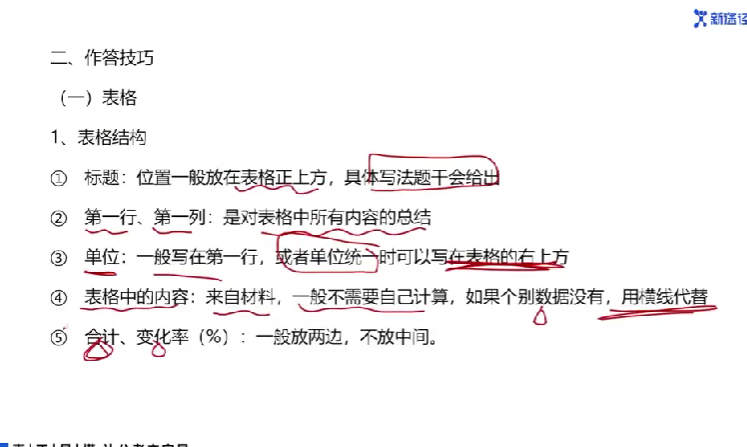 新途径
二、作答技巧
（一）表格
1、表格结构
① 标题：位置一般放在表格正上方，具体写法题干会给出
② 第一行、第一列：是对表格中所有内容的总结
③ 单位：一般写在第一行，或者单位统一时可以写在表格的右上方
④ 表格中的内容：来自材料，一般不需要自己计算，如果个别数据没有，用横线代替
⑤ 合计、变化率（%）：一般放两边，不放中间。